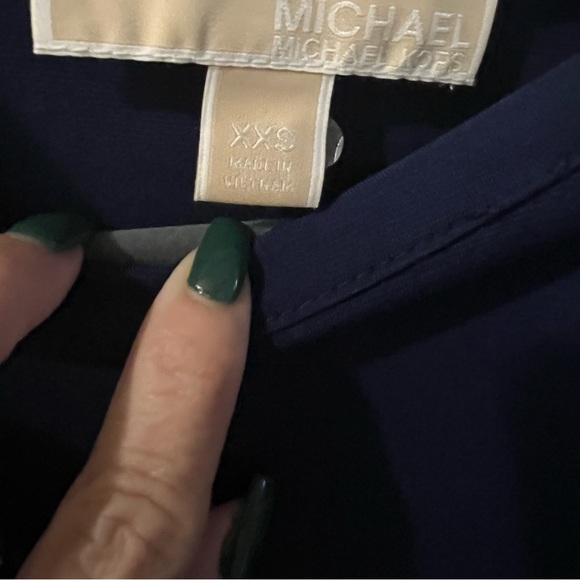 MICHAEL
MICHAEL KORS
XXS
MADE IN
VIETNAM